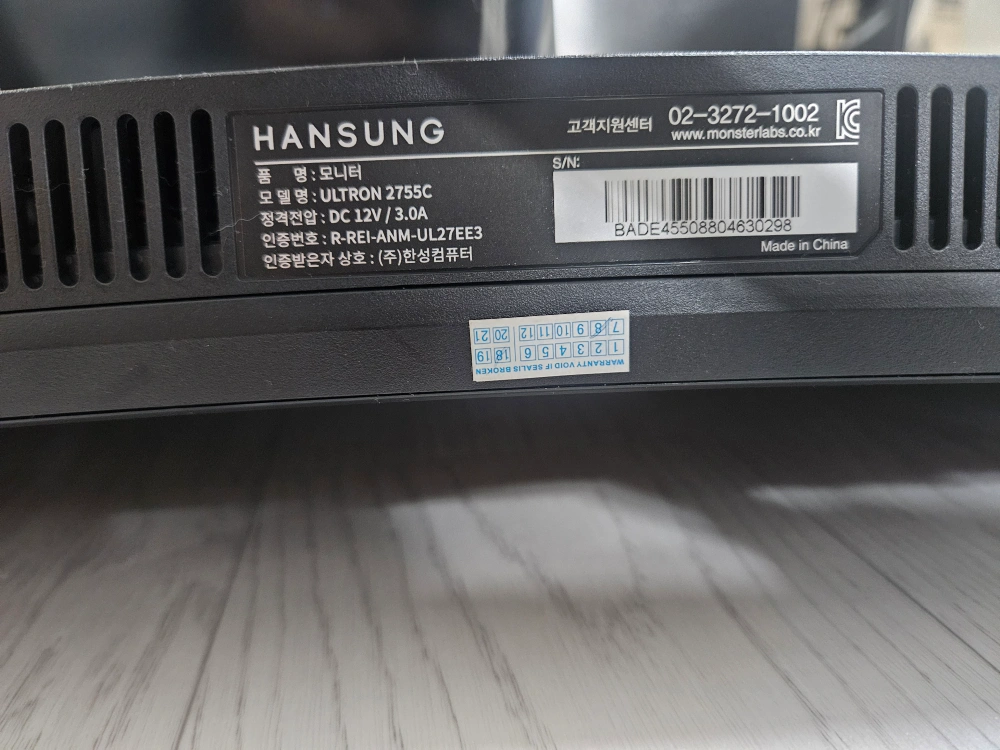 HANSUNG
고객지원센터 02-3272-1002
www.monsterlabs.co.kr
품 명 : 모니터
모 델 명 : ULTRON 2755C
정격전압 : DC 12V / 3.0A
인증번호 : R-REI-ANM-UL27EE3
인증받은자 상호 : (주)한성컴퓨터
S/N:
BADE45508804630298
Made in China
WARRANTY VOID IF SEAL IS BROKEN
1 2 3 4 5 6 18 19
7 8 9 10 11 12 20 21